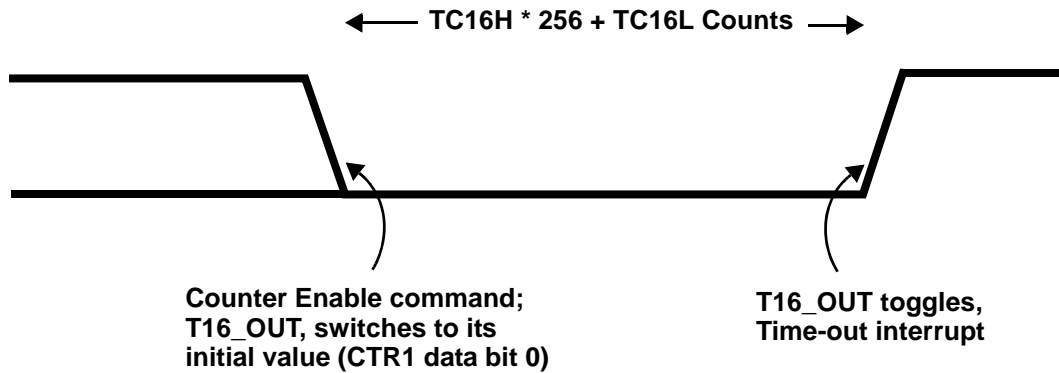 TC16H * 256 + TC16L Counts
Counter Enable command;
T16_OUT, switches to its
initial value (CTR1 data bit 0)
T16_OUT toggles,
Time-out interrupt